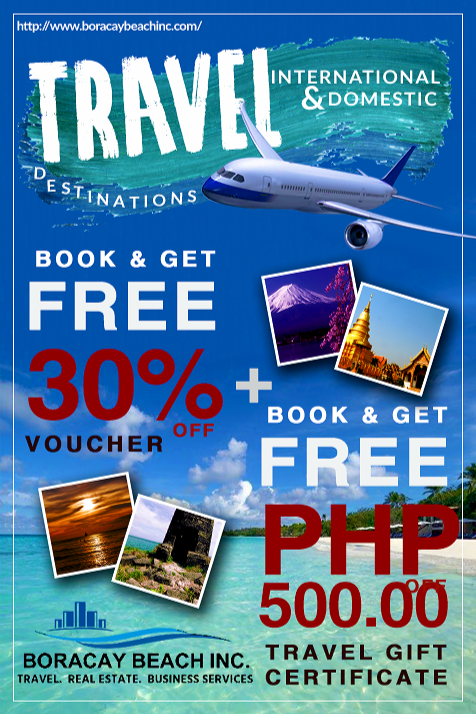 http://www.boracaybeachinc.com/
TRAVEL
INTERNATIONAL
& DOMESTIC
DESTINATIONS
BOOK & GET
FREE
30%
OFF
VOUCHER
+
BOOK & GET
FREE
PHP
OFF
500.00
TRAVEL GIFT
CERTIFICATE
BORACAY BEACH INC.
TRAVEL. REAL ESTATE. BUSINESS SERVICES